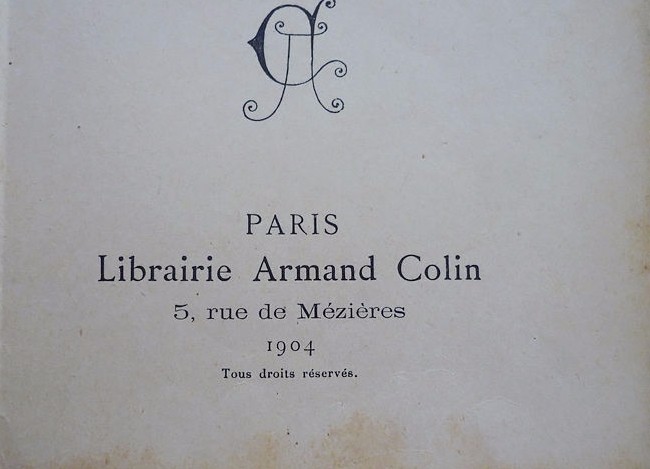 PARIS
Librairie Armand Colin
5, rue de Mézières
1904
Tous droits réservés.